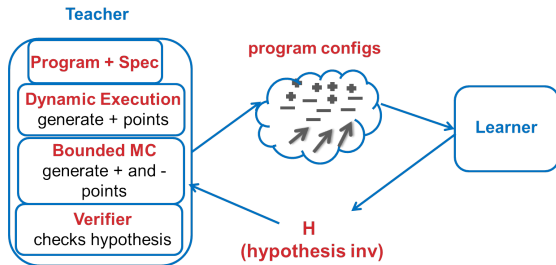 Teacher
Program + Spec
Dynamic Execution
generate + points
Bounded MC
generate + and -
points
Verifier
checks hypothesis
program configs
Learner
H
(hypothesis inv)